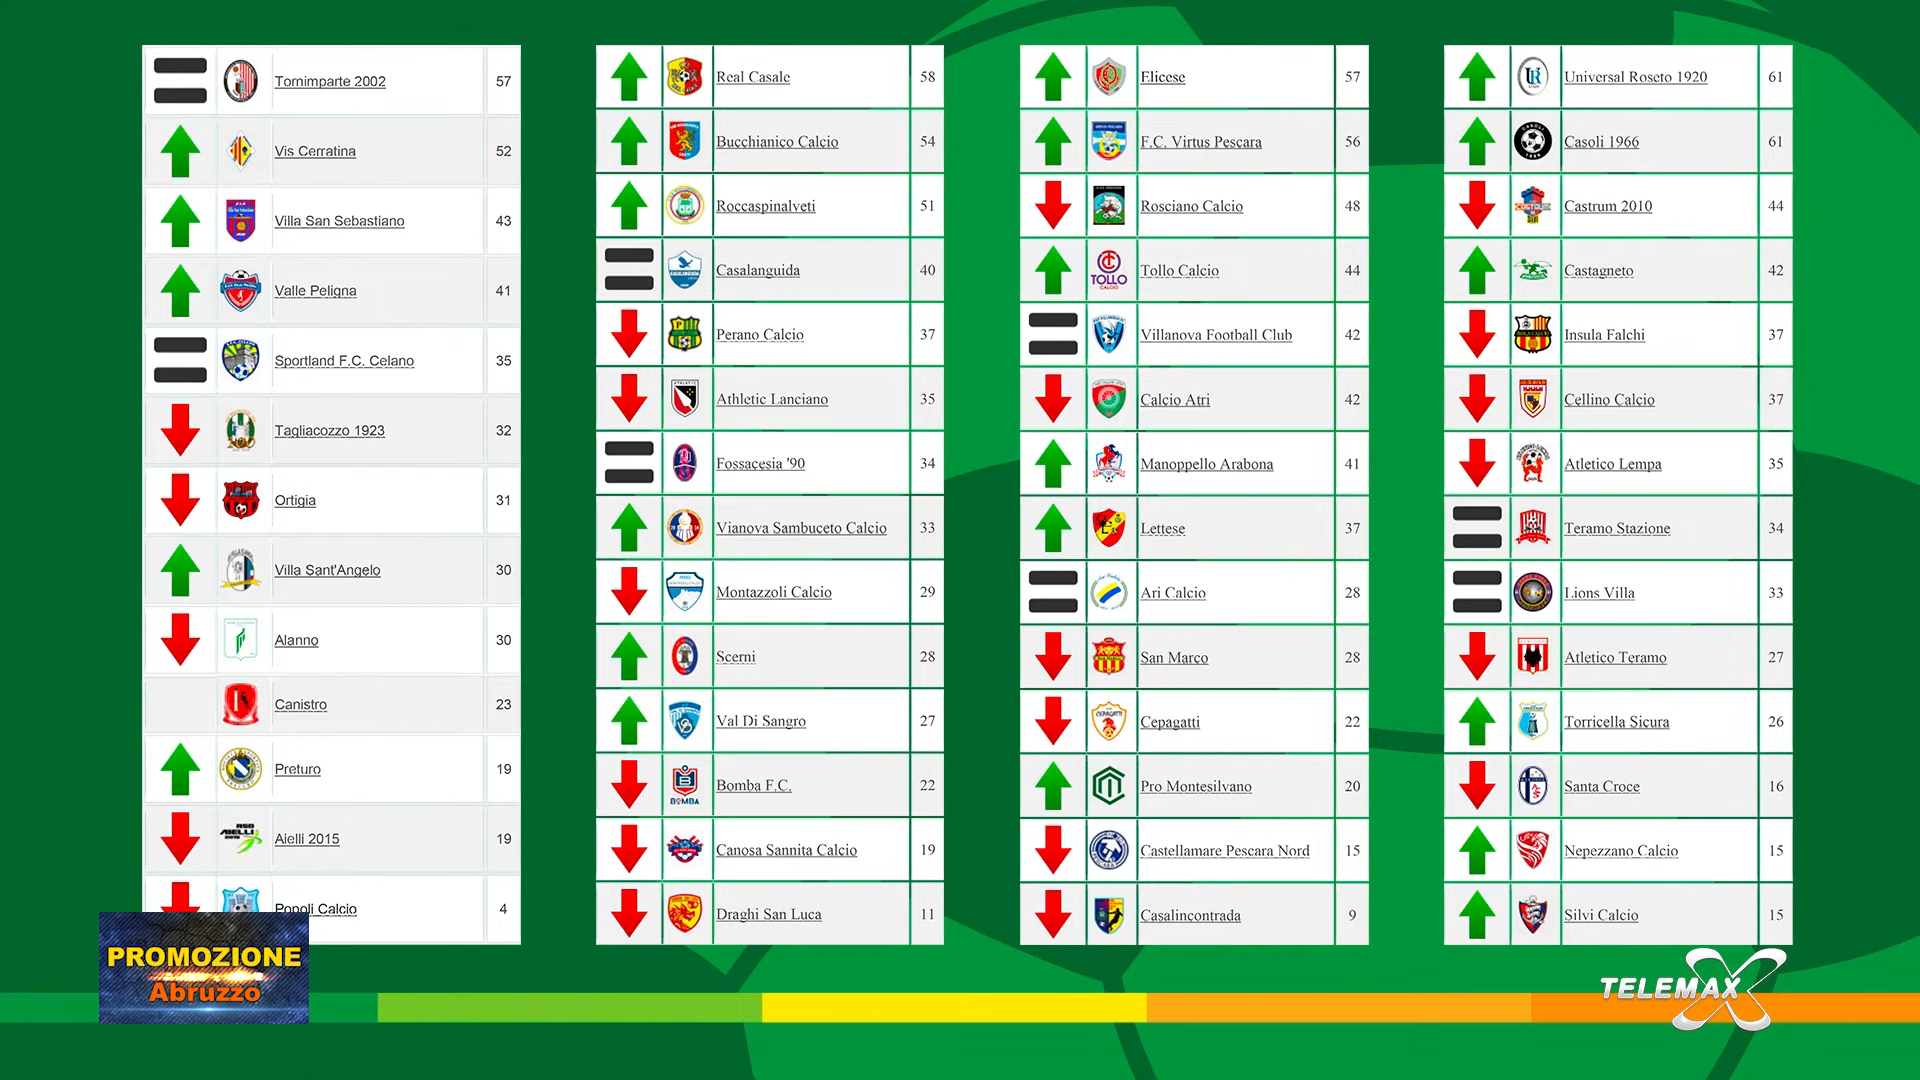 Tornimparte 2002 57
Vis Cerratina 52
Villa San Sebastiano 43
Valle Peligna 41
Sportland F.C. Celano 35
Tagliacozzo 1923 32
Ortigia 31
Villa Sant'Angelo 30
Alanno 30
Canistro 23
Preturo 19
Aielli 2015 19
Popoli Calcio 4
Real Casale 58
Bucchianico Calcio 54
Roccaspinalveti 51
Casalanguida 40
Perano Calcio 37
Athletic Lanciano 35
Fossacesia '90 34
Vianova Sambuceto Calcio 33
Montazzoli Calcio 29
Scerni 28
Val Di Sangro 27
Bomba F.C. 22
Canosa Sannita Calcio 19
Draghi San Luca 11
Elicese 57
F.C. Virtus Pescara 56
Rosciano Calcio 48
Tollo Calcio 44
Villanova Football Club 42
Calcio Atri 42
Manoppello Arabona 41
Lettese 37
Ari Calcio 28
San Marco 28
Cepagatti 22
Pro Montesilvano 20
Castellamare Pescara Nord 15
Casalincontrada 9
Universal Roseto 1920 61
Casoli 1966 61
Castrum 2010 44
Castagneto 42
Insula Falchi 37
Cellino Calcio 37
Atletico Lempa 35
Teramo Stazione 34
Lions Villa 33
Atletico Teramo 27
Torricella Sicura 26
Santa Croce 16
Nepezzano Calcio 15
Silvi Calcio 15
PROMOZIONE
Abruzzo
TELEMAX